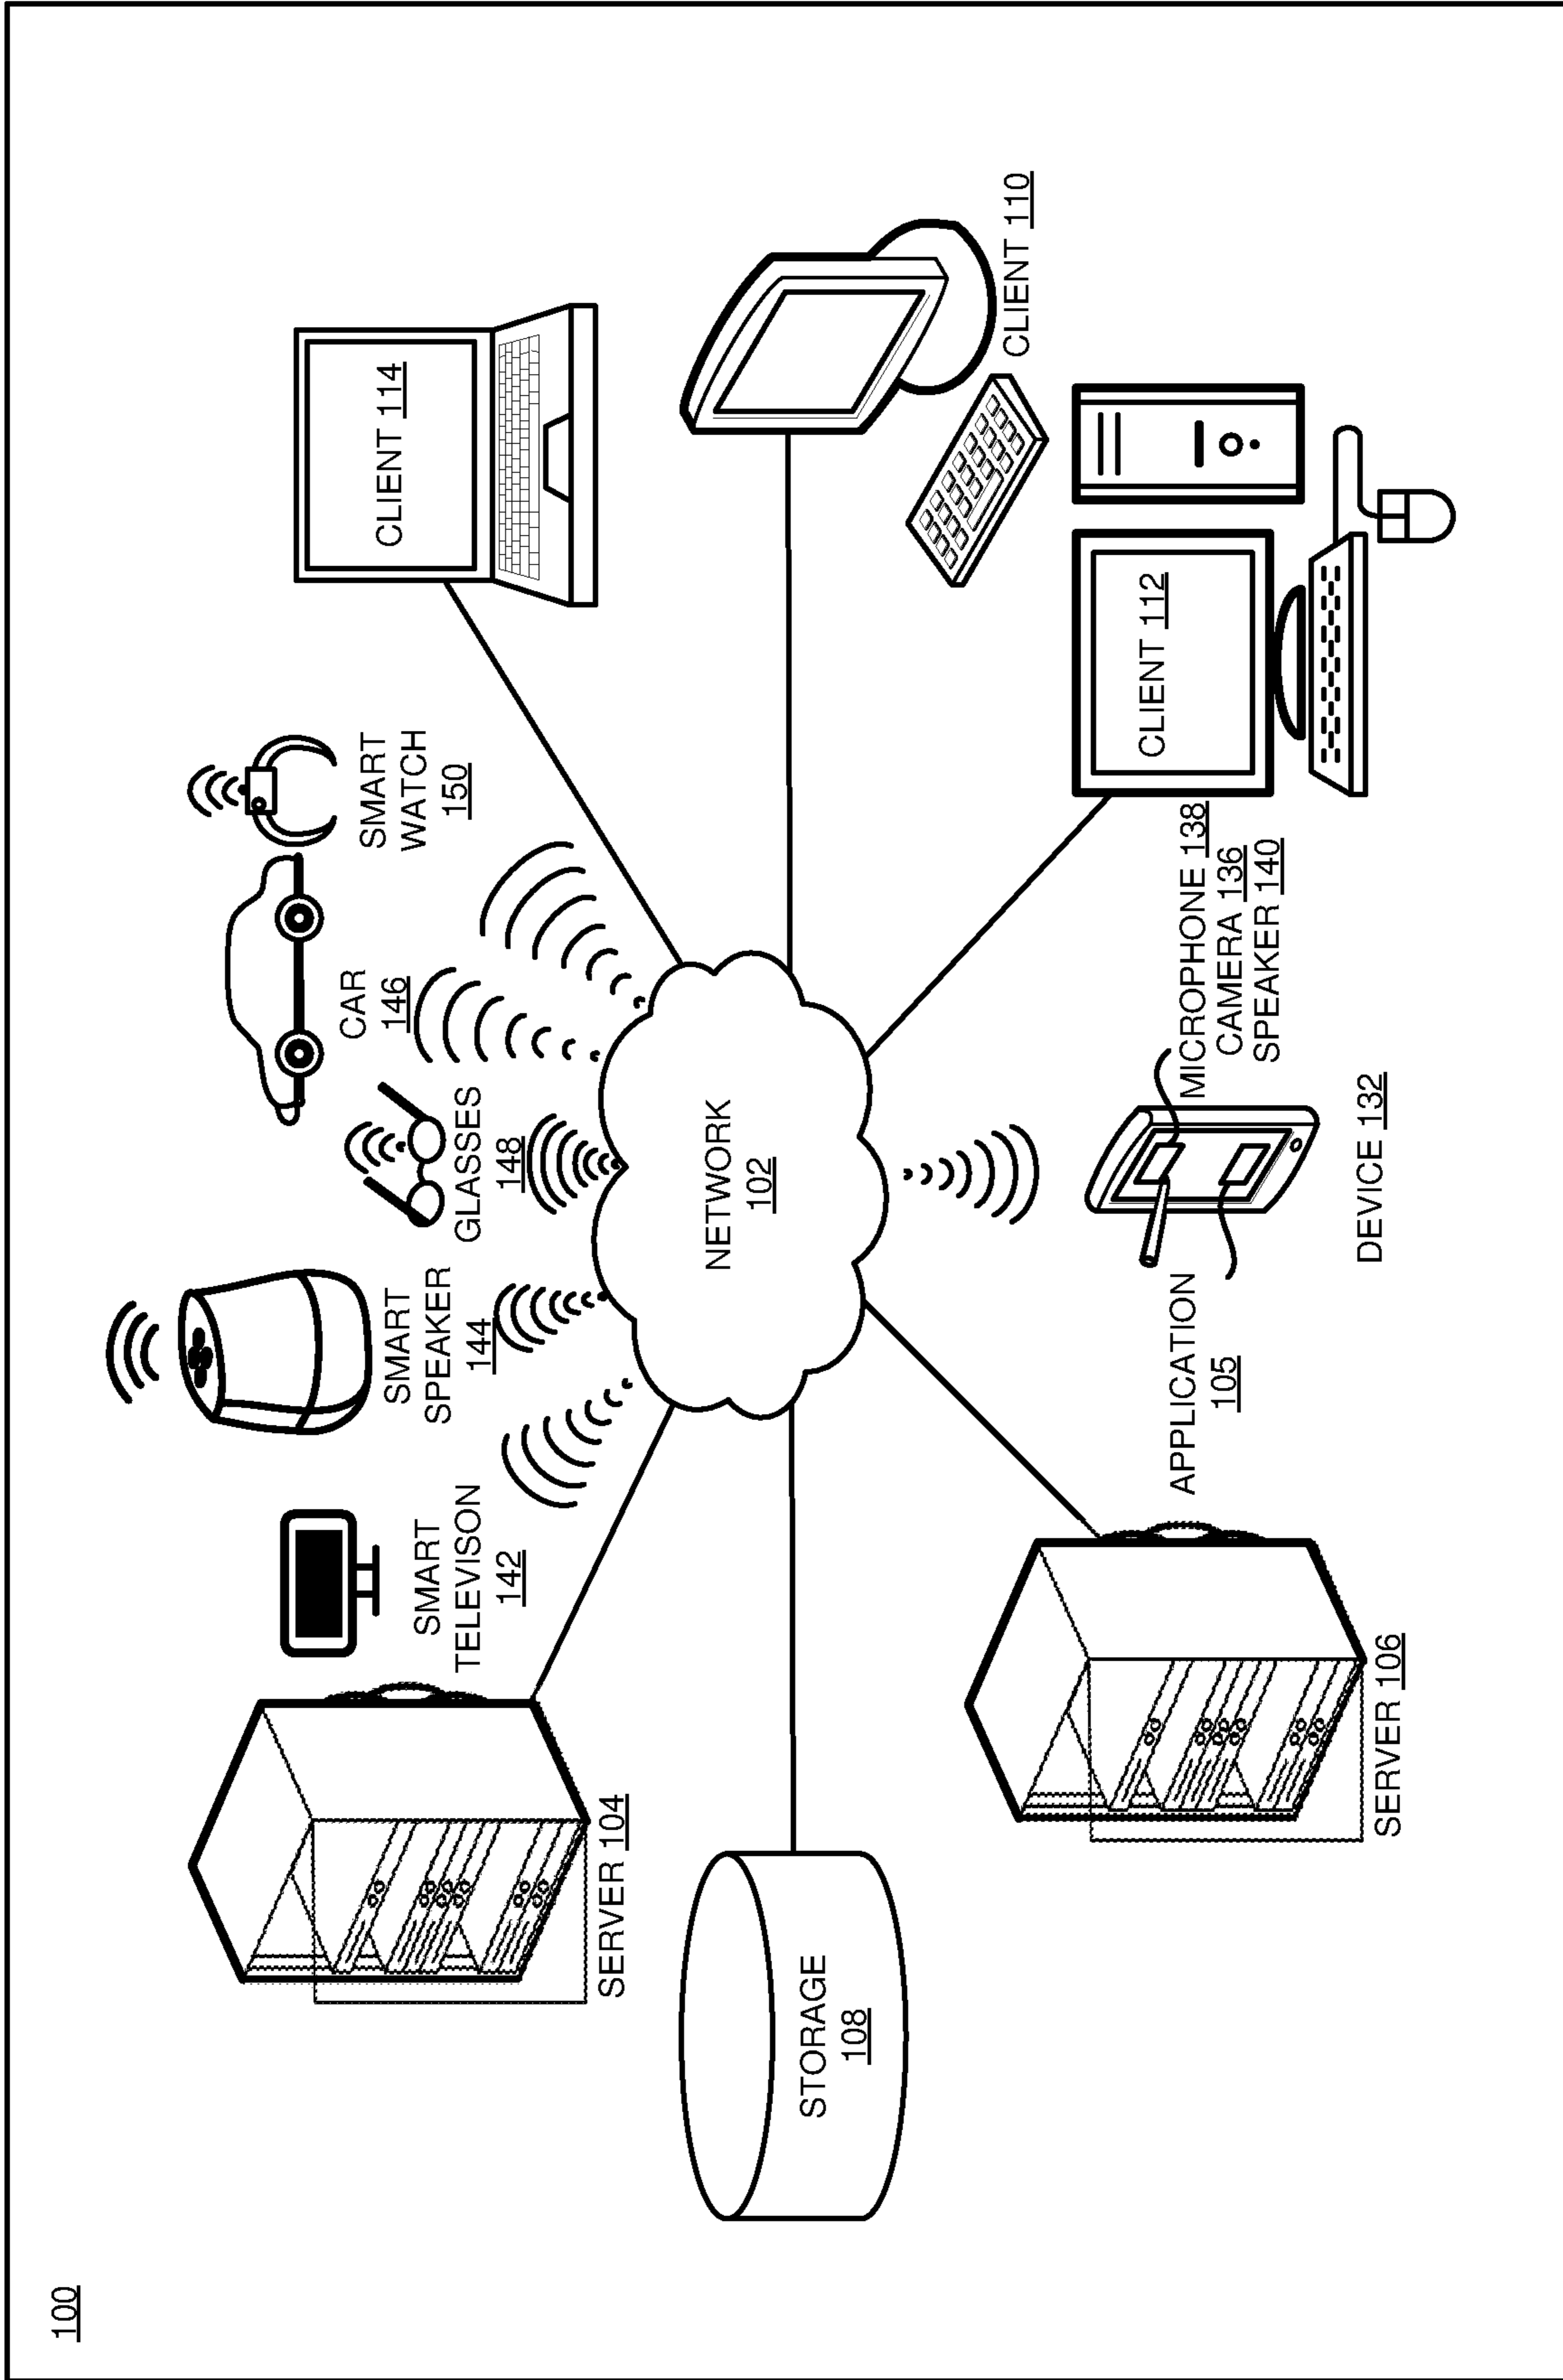 100
SMART
TELEVISON
142
SMART
SPEAKER
144
GLASSES
148
CAR
146
SMART
WATCH
150
CLIENT 114
SERVER 104
NETWORK
102
STORAGE
108
CLIENT 110
CLIENT 112
APPLICATION
105
MICROPHONE 138
CAMERA 136
SPEAKER 140
DEVICE 132
SERVER 106